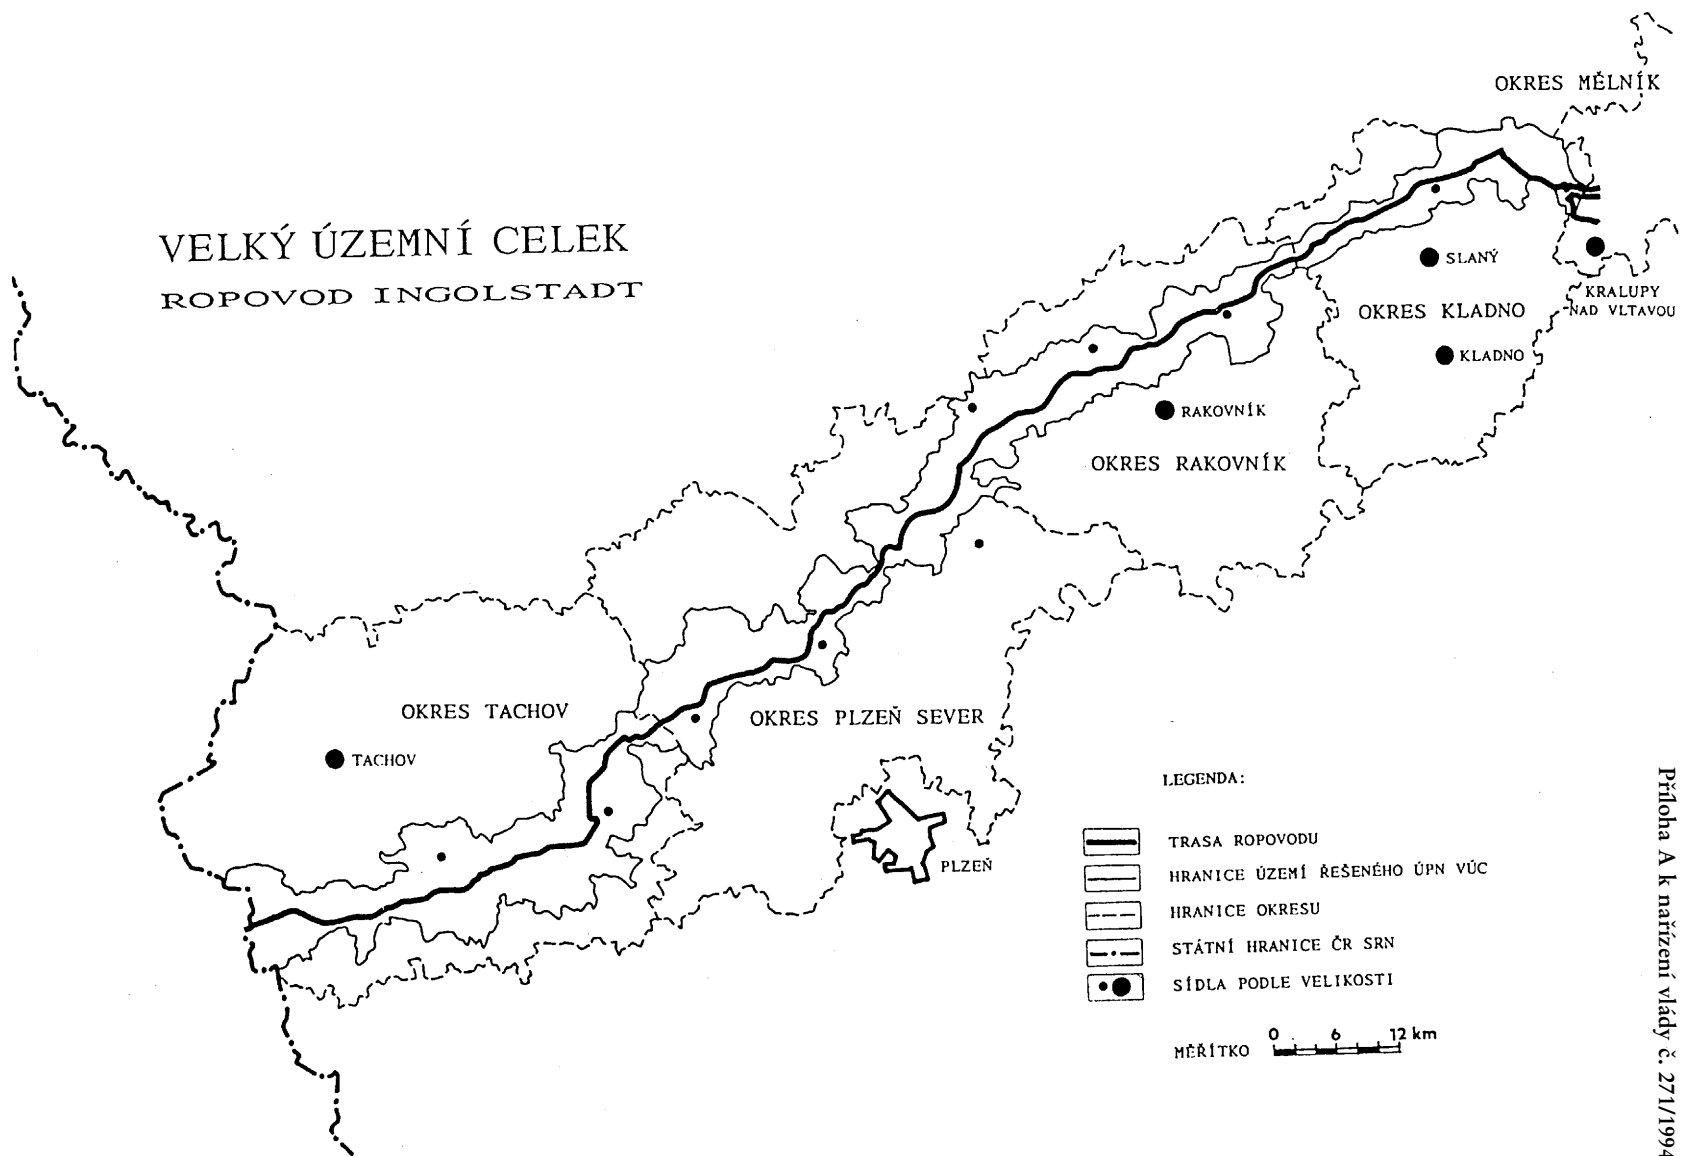 OKRES MĚLNÍK
VELKÝ ÚZEMNÍ CELEK
ROPOVOD INGOLSTADT
SLANÝ
KRALUPY
NAD VLTAVOU
OKRES KLADNO
KLADNO
RAKOVNÍK
OKRES RAKOVNÍK
OKRES TACHOV
OKRES PLZEŇ SEVER
TACHOV
PLZEŇ
LEGENDA:
TRASA ROPOVODU
HRANICE ÚZEMÍ ŘEŠENÉHO ÚPN VÚC
HRANICE OKRESU
STÁTNÍ HRANICE ČR SRN
SÍDLA PODLE VELIKOSTI
MĚŘÍTKO 0 6 12 km
Příloha A k nařízení vlády č. 271/1994